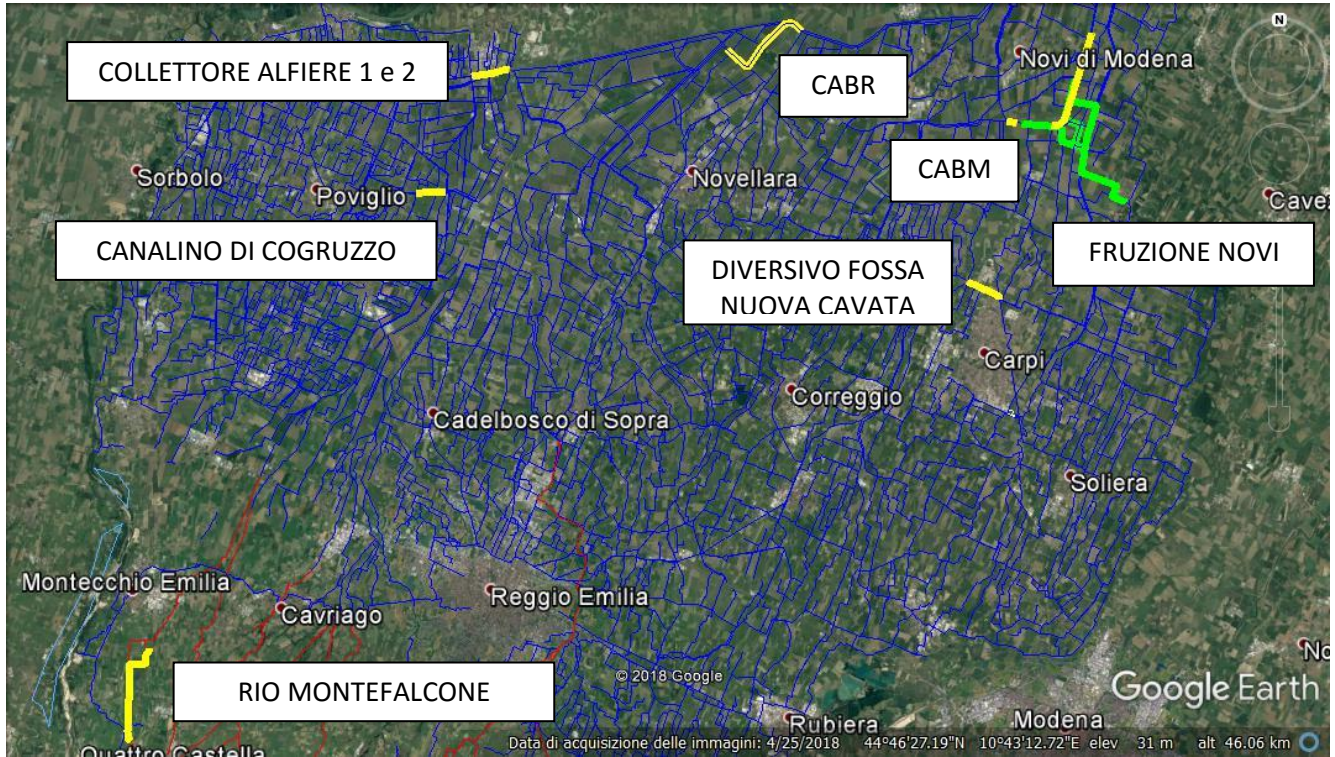 N
COLLETTORE ALFIERE 1 e 2
Novi di Modena
CABR
Sorbolo
Poviglio
Novellara
CABM
Cavez
CANALINO DI COGRUZZO
DIVERSIVO FOSSA
NUOVA CAVATA
FRUZIONE NOVI
Carpi
Correggio
Cadelbosco di Sopra
Soliera
Montecchio Emilia
Reggio Emilia
Cavriago
No
RIO MONTEFALCONE
© 2018 Google
Google Earth
Rubiera
Modena
Quattro Castella
Data di acquisizione delle immagini: 4/25/2018 44°46'27.19"N 10°43'12.72"E elev 31 m alt 46.06 km